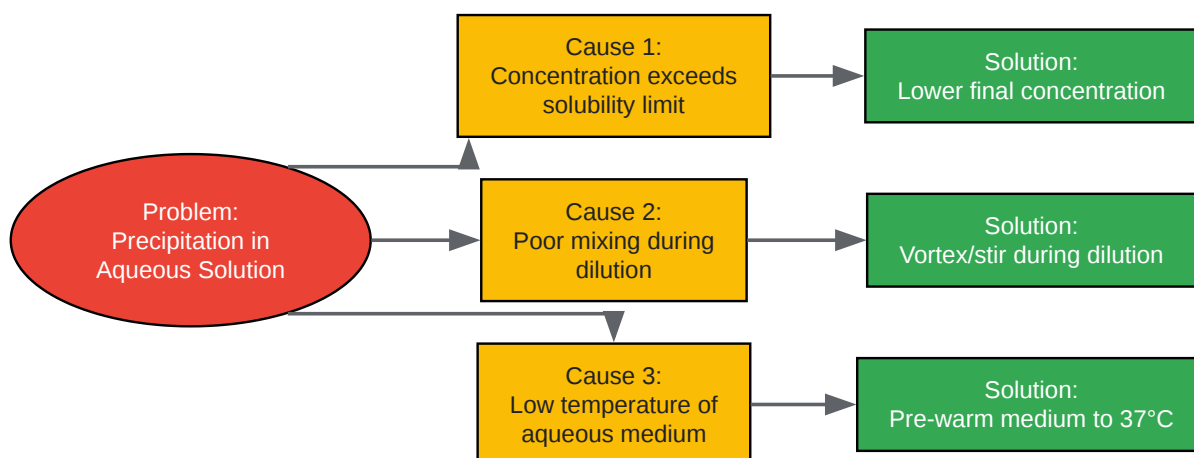 Problem:
Precipitation in
Aqueous Solution
Cause 1:
Concentration exceeds
solubility limit
Solution:
Lower final concentration
Cause 2:
Poor mixing during
dilution
Solution:
Vortex/stir during dilution
Cause 3:
Low temperature of
aqueous medium
Solution:
Pre-warm medium to 37°C